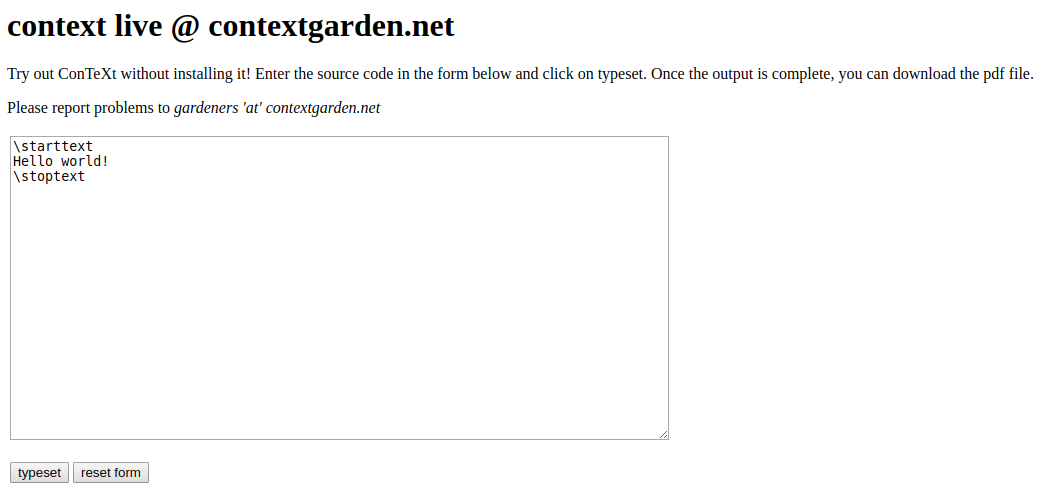 context live @ contextgarden.net
Try out ConTeXt without installing it! Enter the source code in the form below and click on typeset. Once the output is complete, you can download the pdf file.
Please report problems to gardeners 'at' contextgarden.net
\starttext
Hello world!
\stoptext
typeset reset form